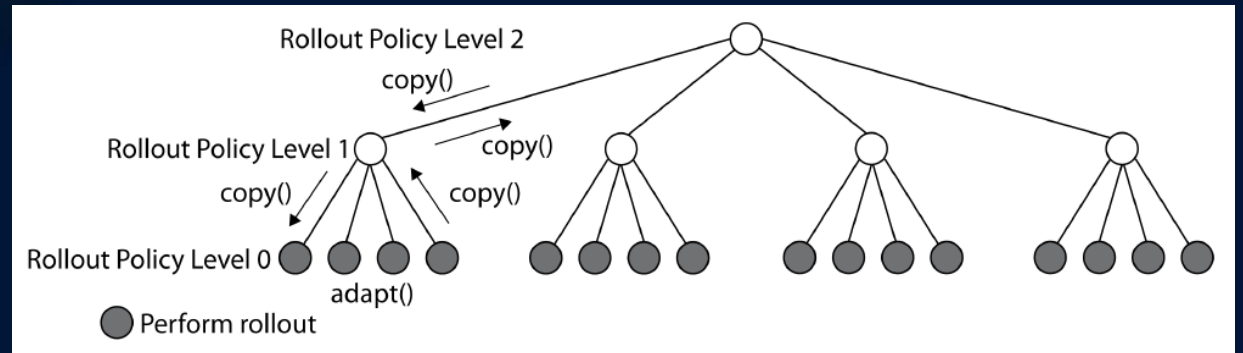 Rollout Policy Level 2
copy()
Rollout Policy Level 1
copy()
copy()
copy()
Rollout Policy Level 0
adapt()
Perform rollout